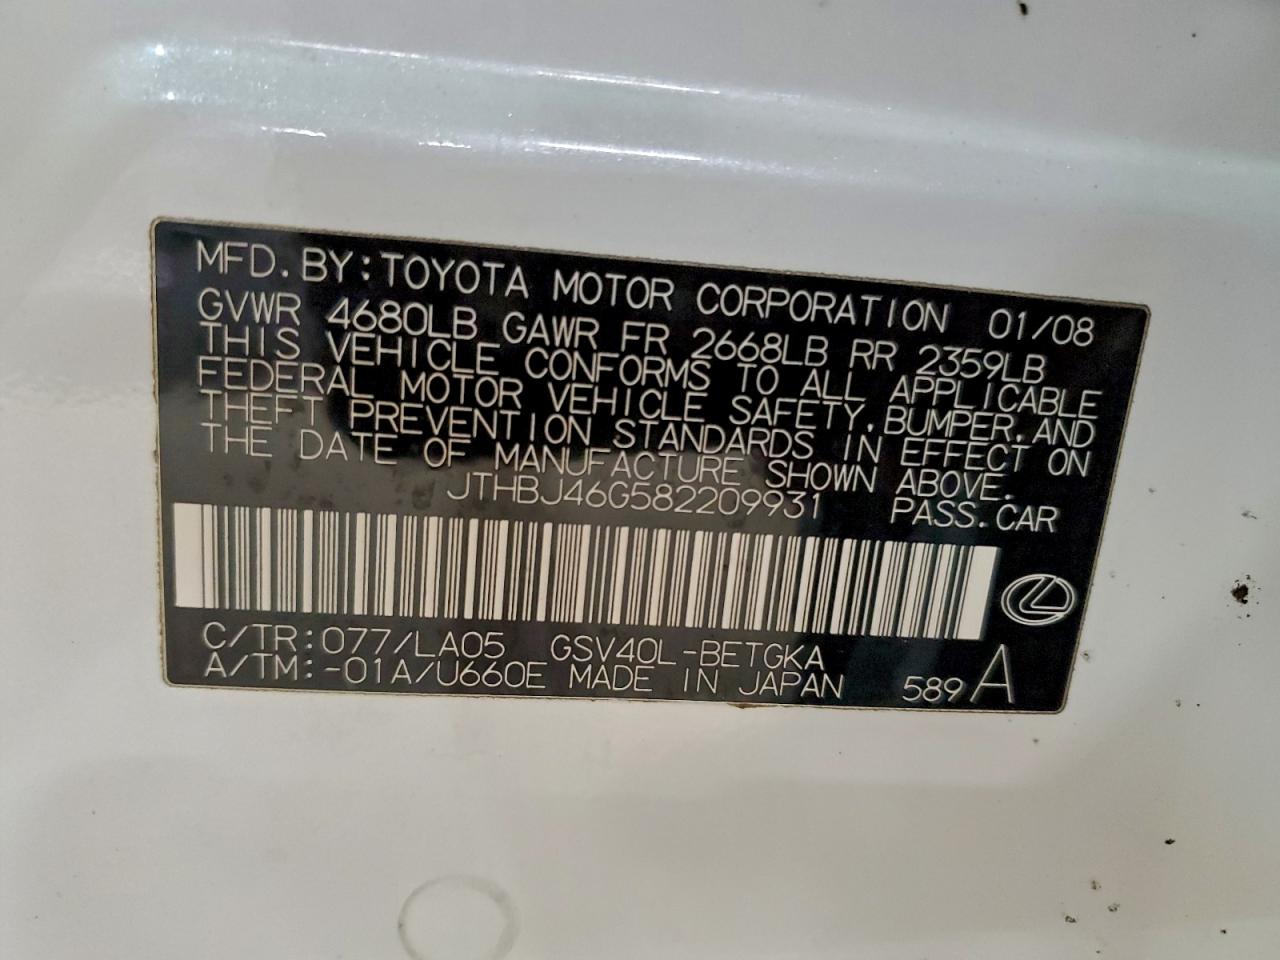 MFD. BY: TOYOTA MOTOR CORPORATION 01/08
GVWR 4680LB GAWR FR 2668LB RR 2359LB
THIS VEHICLE CONFORMS TO ALL APPLICABLE
FEDERAL MOTOR VEHICLE SAFETY, BUMPER, AND
THEFT PREVENTION STANDARDS IN EFFECT ON
THE DATE OF MANUFACTURE SHOWN ABOVE.
JTHBJ46G582209931 PASS. CAR
C/TR: 077/LA05 GSV40L-BETGKA
A/TM: -01A/U660E MADE IN JAPAN 589 A